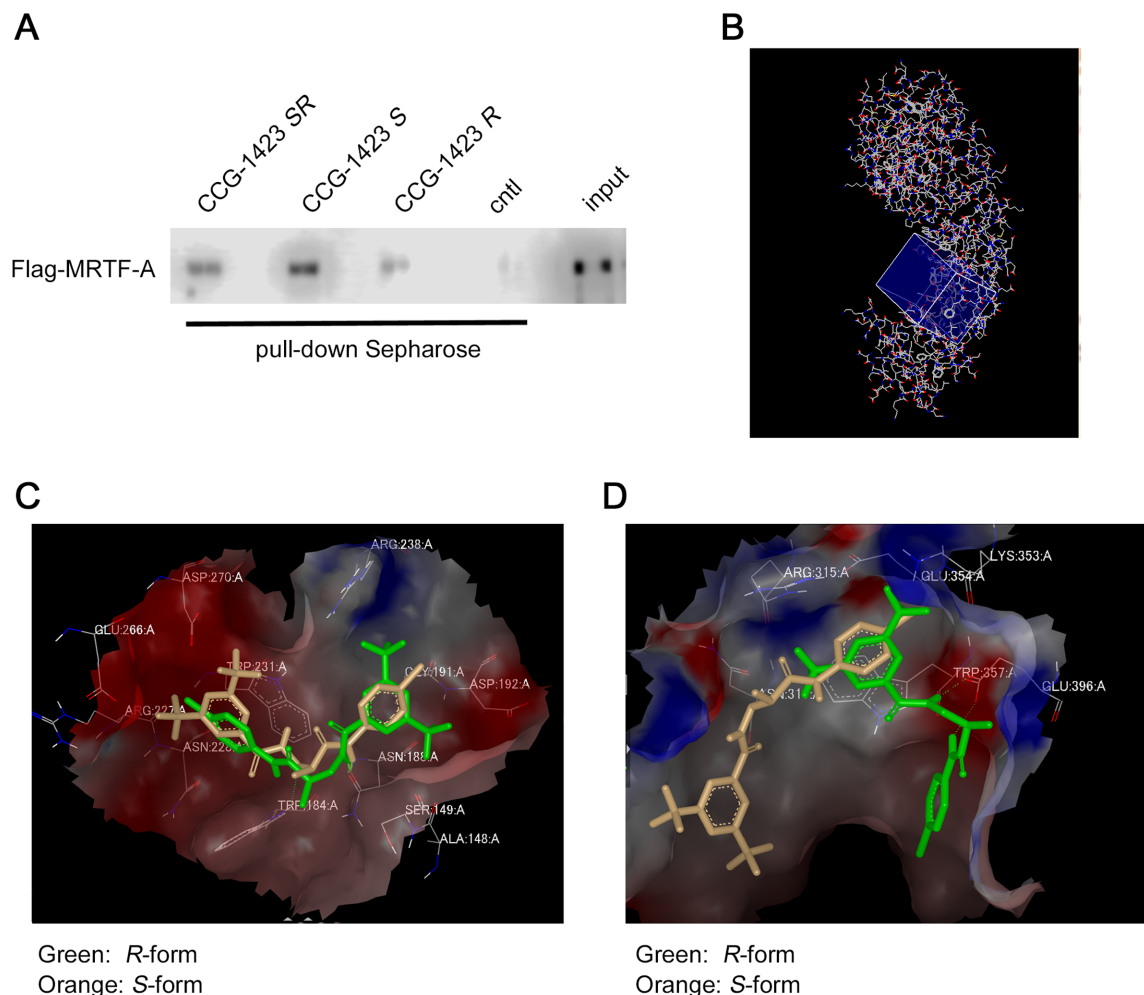 A
B
CCG-1423 SR
CCG-1423 S
CCG-1423 R
cntl
input
Flag-MRTF-A
pull-down Sepharose
C
D
ARG:238:A
ASP:270:A
GLU:266:A
TRP:231:A
GLY:191:A
ASP:192:A
ARG:227:A
ASN:228:A
ASN:188:A
TRP:184:A
SER:149:A
ALA:148:A
LYS:353:A
ARG:315:A
GLU:354:A
TRP:357:A
GLU:396:A
Green: R-form
Orange: S-form
Green: R-form
Orange: S-form